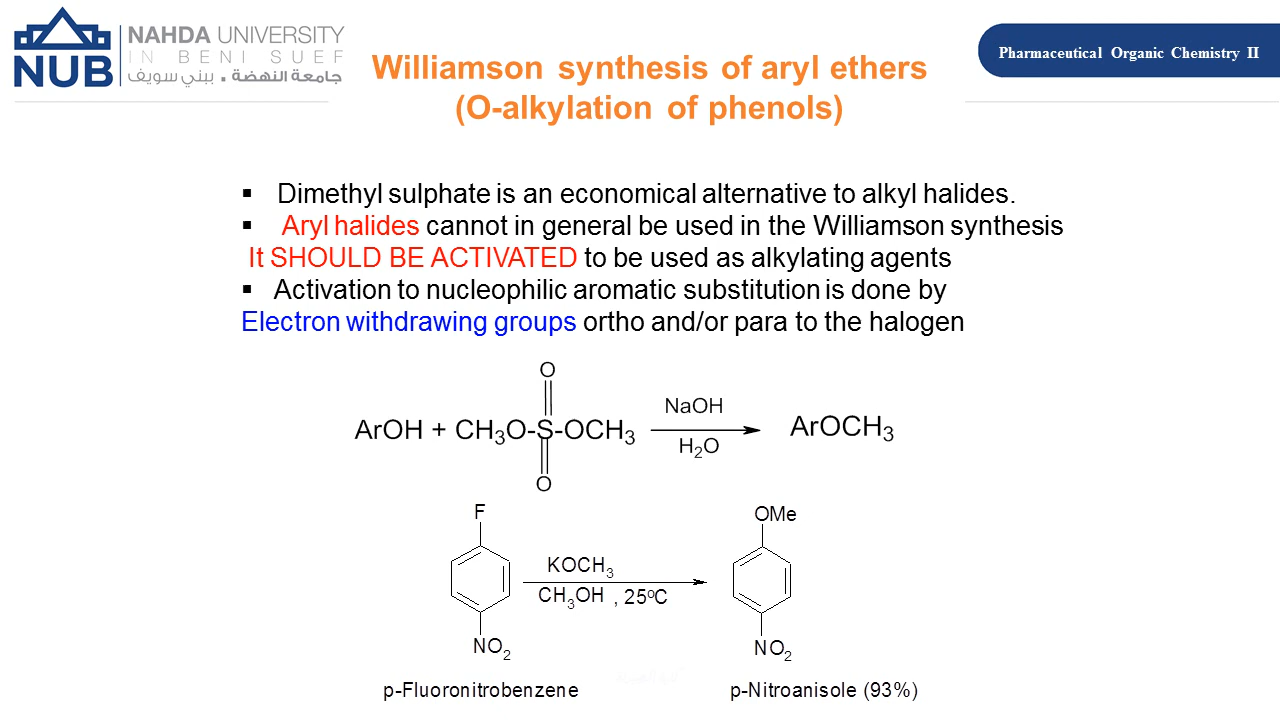 NUB
NAHDA UNIVERSITY
IN BENI SUEF
جامعة النهضة . ببني سويف
Pharmaceutical Organic Chemistry II
Williamson synthesis of aryl ethers
(O-alkylation of phenols)
▪ Dimethyl sulphate is an economical alternative to alkyl halides.
▪ Aryl halides cannot in general be used in the Williamson synthesis
It SHOULD BE ACTIVATED to be used as alkylating agents
▪ Activation to nucleophilic aromatic substitution is done by
Electron withdrawing groups ortho and/or para to the halogen
O
ArOH + CH₃O-S-OCH₃
O
NaOH
H₂O
ArOCH₃
F
NO₂
KOCH₃
CH₃OH , 25⁰C
OMe
NO₂
p-Fluoronitrobenzene
p-Nitroanisole (93%)